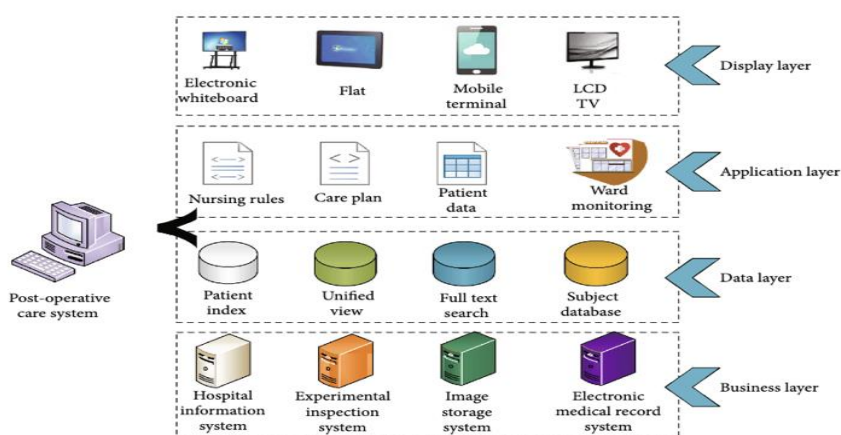 Electronic
whiteboard
Flat
Mobile
terminal
LCD
TV
Display layer
Nursing rules
Care plan
Patient
data
Ward
monitoring
Application layer
Post-operative
care system
Patient
index
Unified
view
Full text
search
Subject
database
Data layer
Hospital
information
system
Experimental
inspection
system
Image
storage
system
Electronic
medical record
system
Business layer